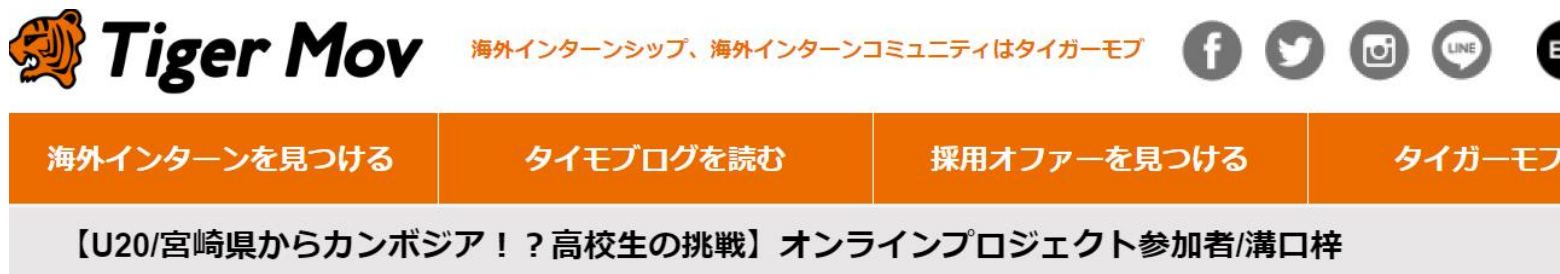 Tiger Mov
海外インターンシップ、海外インターンコミュニティはタイガーモブ
LINE
海外インターンを見つける
タイモブログを読む
採用オファーを見つける
タイガーモブ
【U20/宮崎県からカンボジア！？高校生の挑戦】オンラインプロジェクト参加者/溝口梓